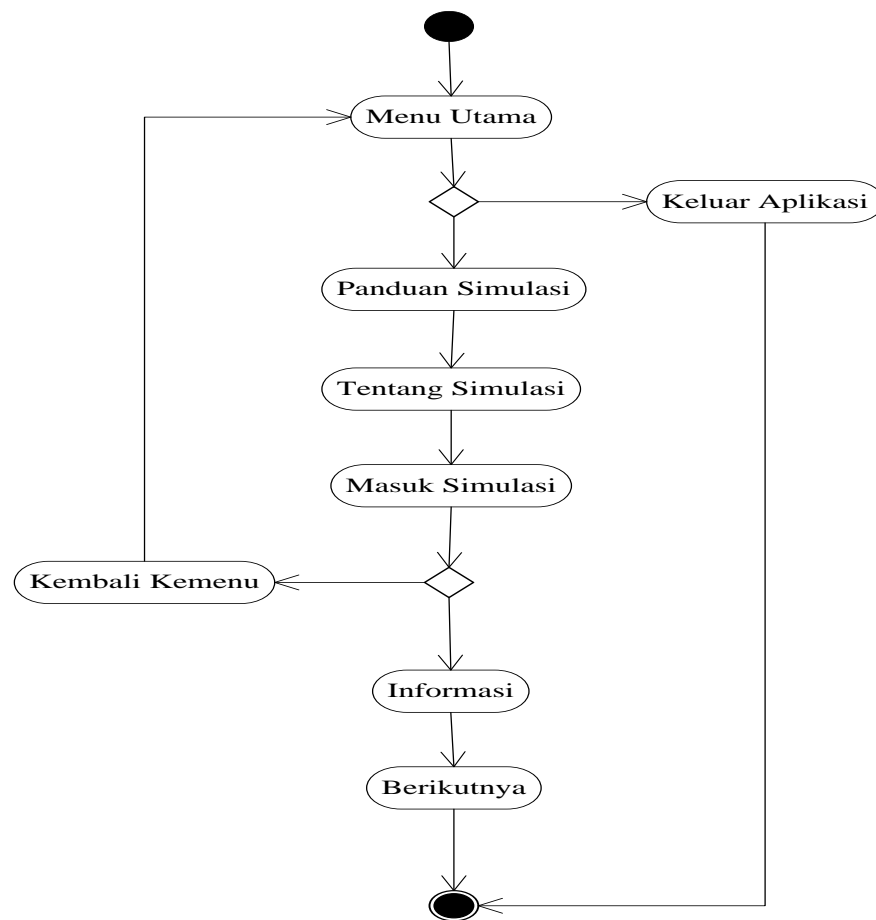 Menu Utama
Keluar Aplikasi
Panduan Simulasi
Tentang Simulasi
Masuk Simulasi
Kembali Kemenu
Informasi
Berikutnya